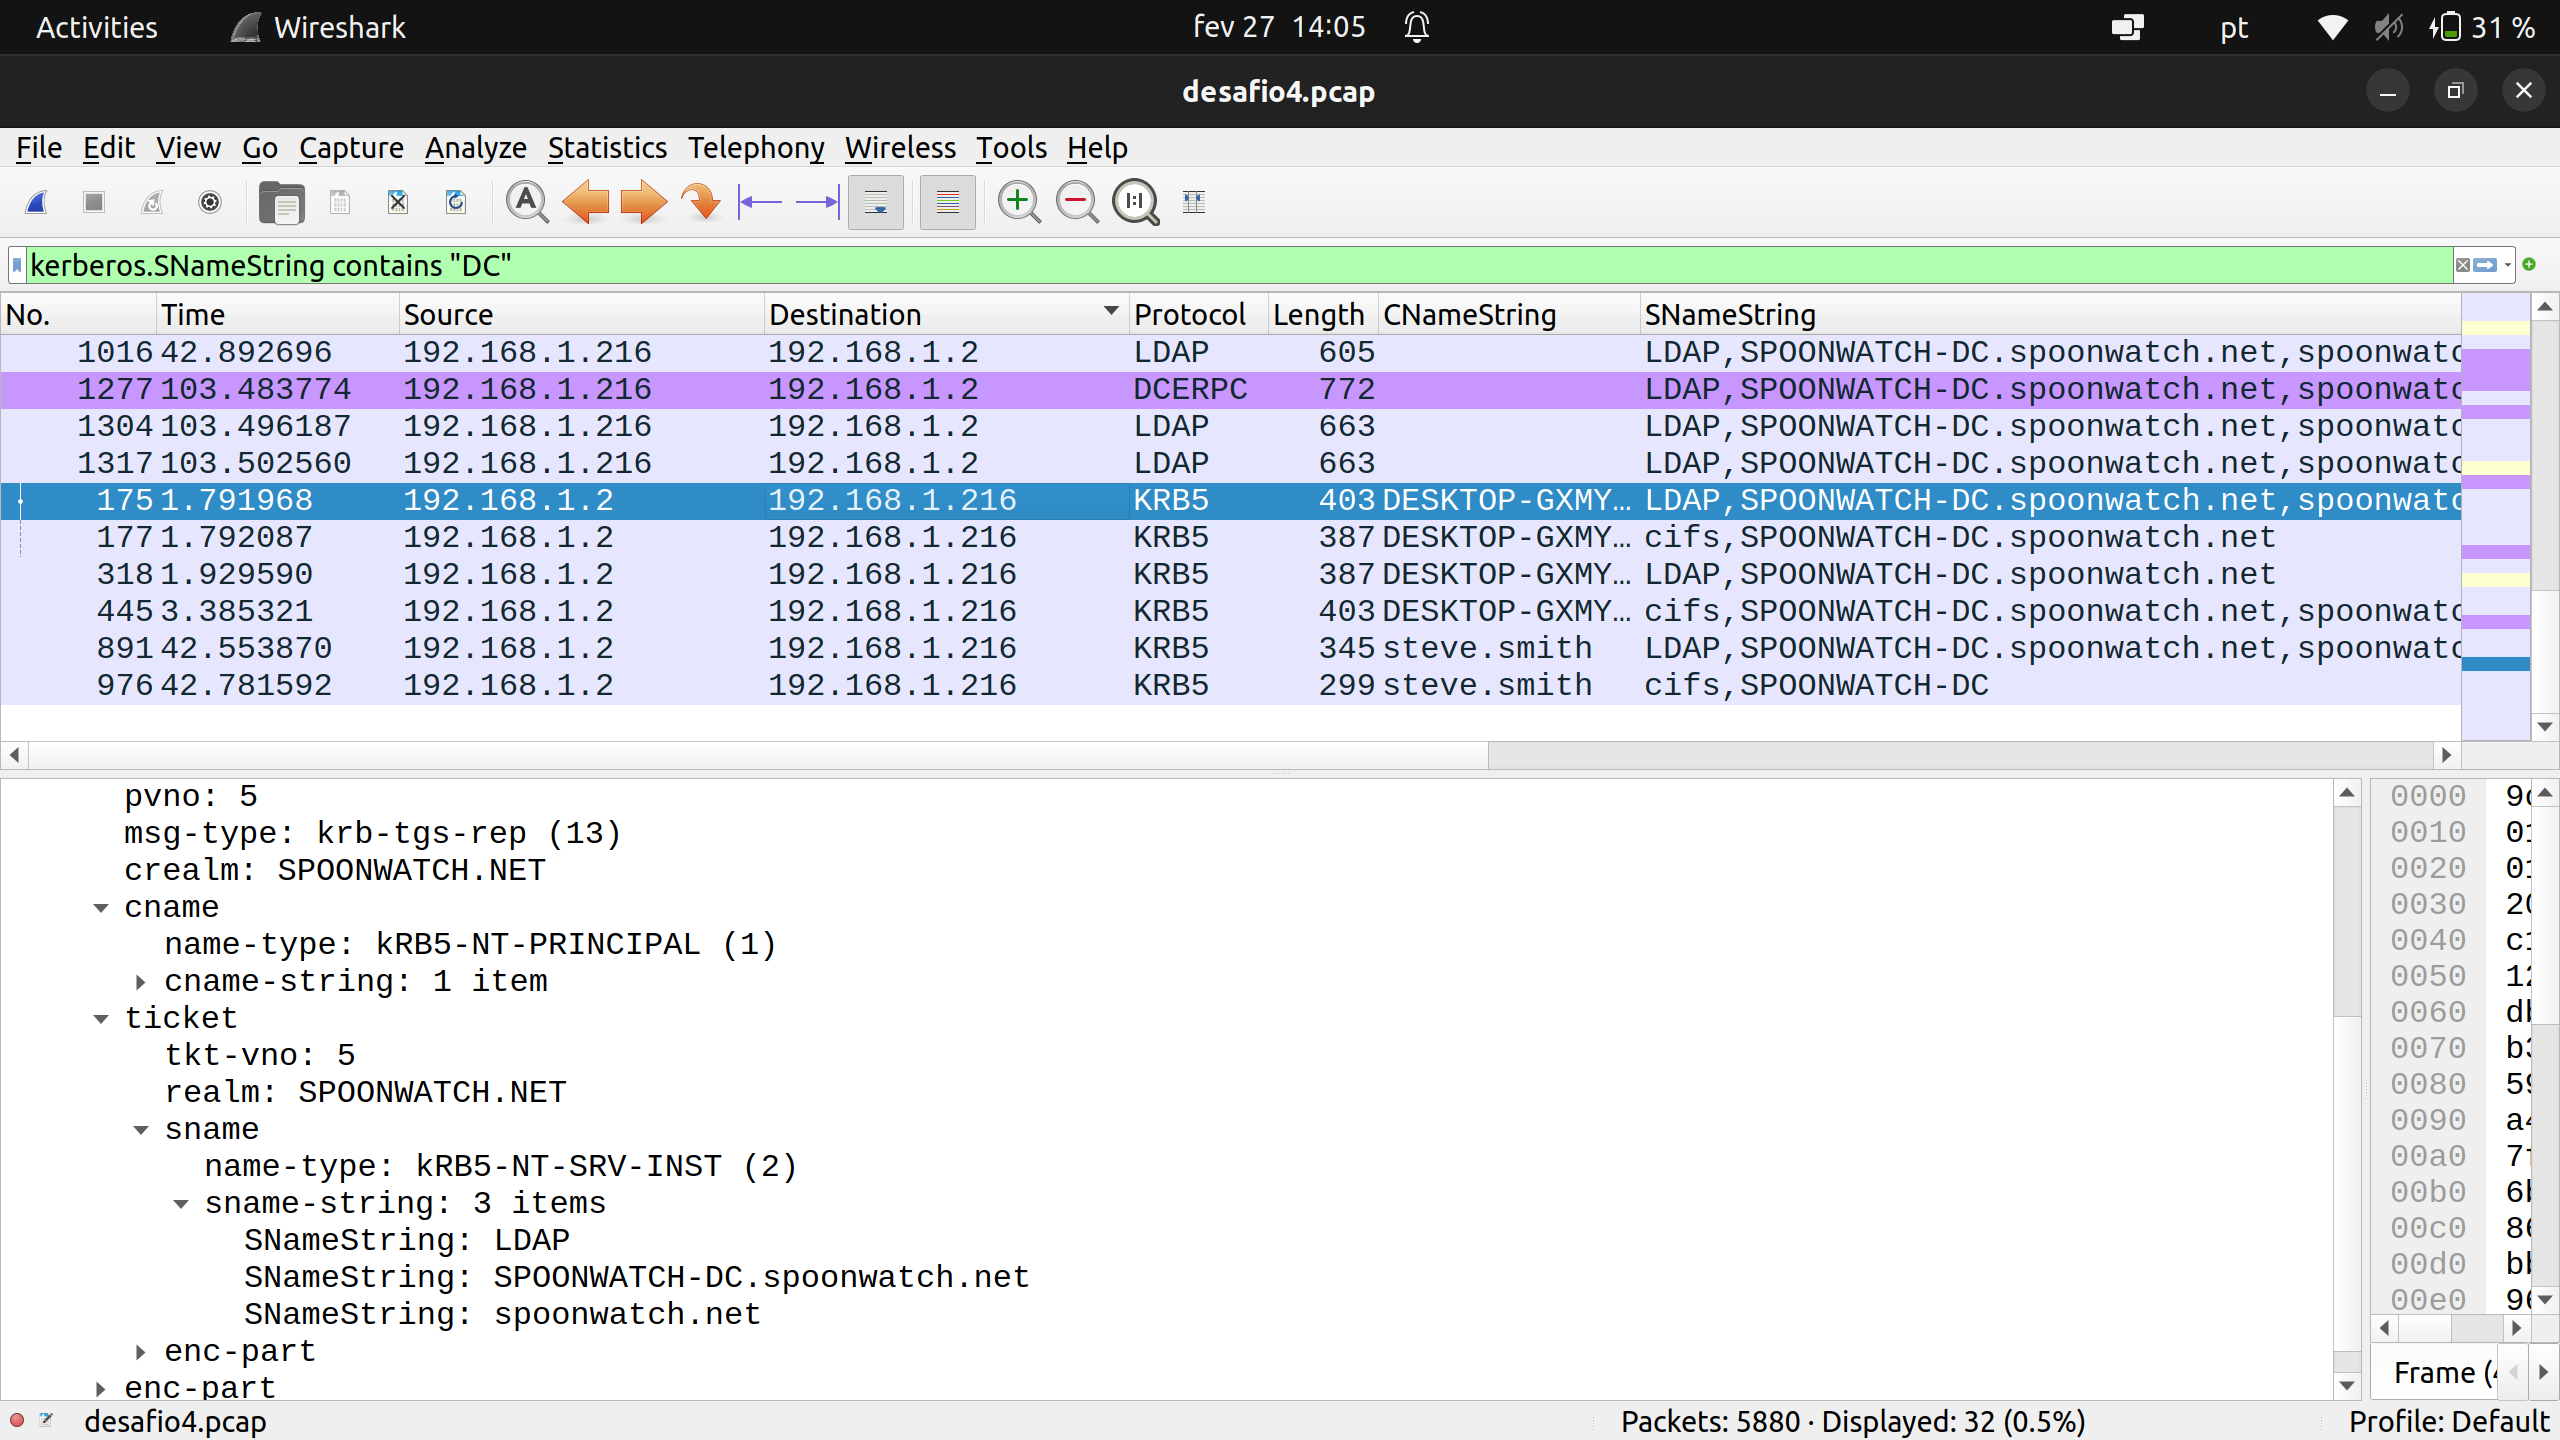 Activities Wireshark fev 27 14:05 pt 31 %
desafio4.pcap
File Edit View Go Capture Analyze Statistics Telephony Wireless Tools Help
kerberos.SNameString contains "DC"
No. Time Source Destination Protocol Length CNameString SNameString
1016 42.892696 192.168.1.216 192.168.1.2 LDAP 605 LDAP,SPOONWATCH-DC.spoonwatch.net,spoonwatc
1277 103.483774 192.168.1.216 192.168.1.2 DCERPC 772 LDAP,SPOONWATCH-DC.spoonwatch.net,spoonwatc
1304 103.496187 192.168.1.216 192.168.1.2 LDAP 663 LDAP,SPOONWATCH-DC.spoonwatch.net,spoonwatc
1317 103.502560 192.168.1.216 192.168.1.2 LDAP 663 LDAP,SPOONWATCH-DC.spoonwatch.net,spoonwatc
175 1.791968 192.168.1.2 192.168.1.216 KRB5 403 DESKTOP-GXMY… LDAP,SPOONWATCH-DC.spoonwatch.net,spoonwatc
177 1.792087 192.168.1.2 192.168.1.216 KRB5 387 DESKTOP-GXMY… cifs,SPOONWATCH-DC.spoonwatch.net
318 1.929590 192.168.1.2 192.168.1.216 KRB5 387 DESKTOP-GXMY… LDAP,SPOONWATCH-DC.spoonwatch.net
445 3.385321 192.168.1.2 192.168.1.216 KRB5 403 DESKTOP-GXMY… cifs,SPOONWATCH-DC.spoonwatch.net,spoonwatc
891 42.553870 192.168.1.2 192.168.1.216 KRB5 345 steve.smith LDAP,SPOONWATCH-DC.spoonwatch.net,spoonwatc
976 42.781592 192.168.1.2 192.168.1.216 KRB5 299 steve.smith cifs,SPOONWATCH-DC
pvno: 5
msg-type: krb-tgs-rep (13)
crealm: SPOONWATCH.NET
cname
name-type: kRB5-NT-PRINCIPAL (1)
cname-string: 1 item
ticket
tkt-vno: 5
realm: SPOONWATCH.NET
sname
name-type: kRB5-NT-SRV-INST (2)
sname-string: 3 items
SNameString: LDAP
SNameString: SPOONWATCH-DC.spoonwatch.net
SNameString: spoonwatch.net
enc-part
enc-part
0000
0010
0020
0030
0040
0050
0060
0070
0080
0090
00a0
00b0
00c0
00d0
00e0
Frame
desafio4.pcap Packets: 5880 · Displayed: 32 (0.5%) Profile: Default